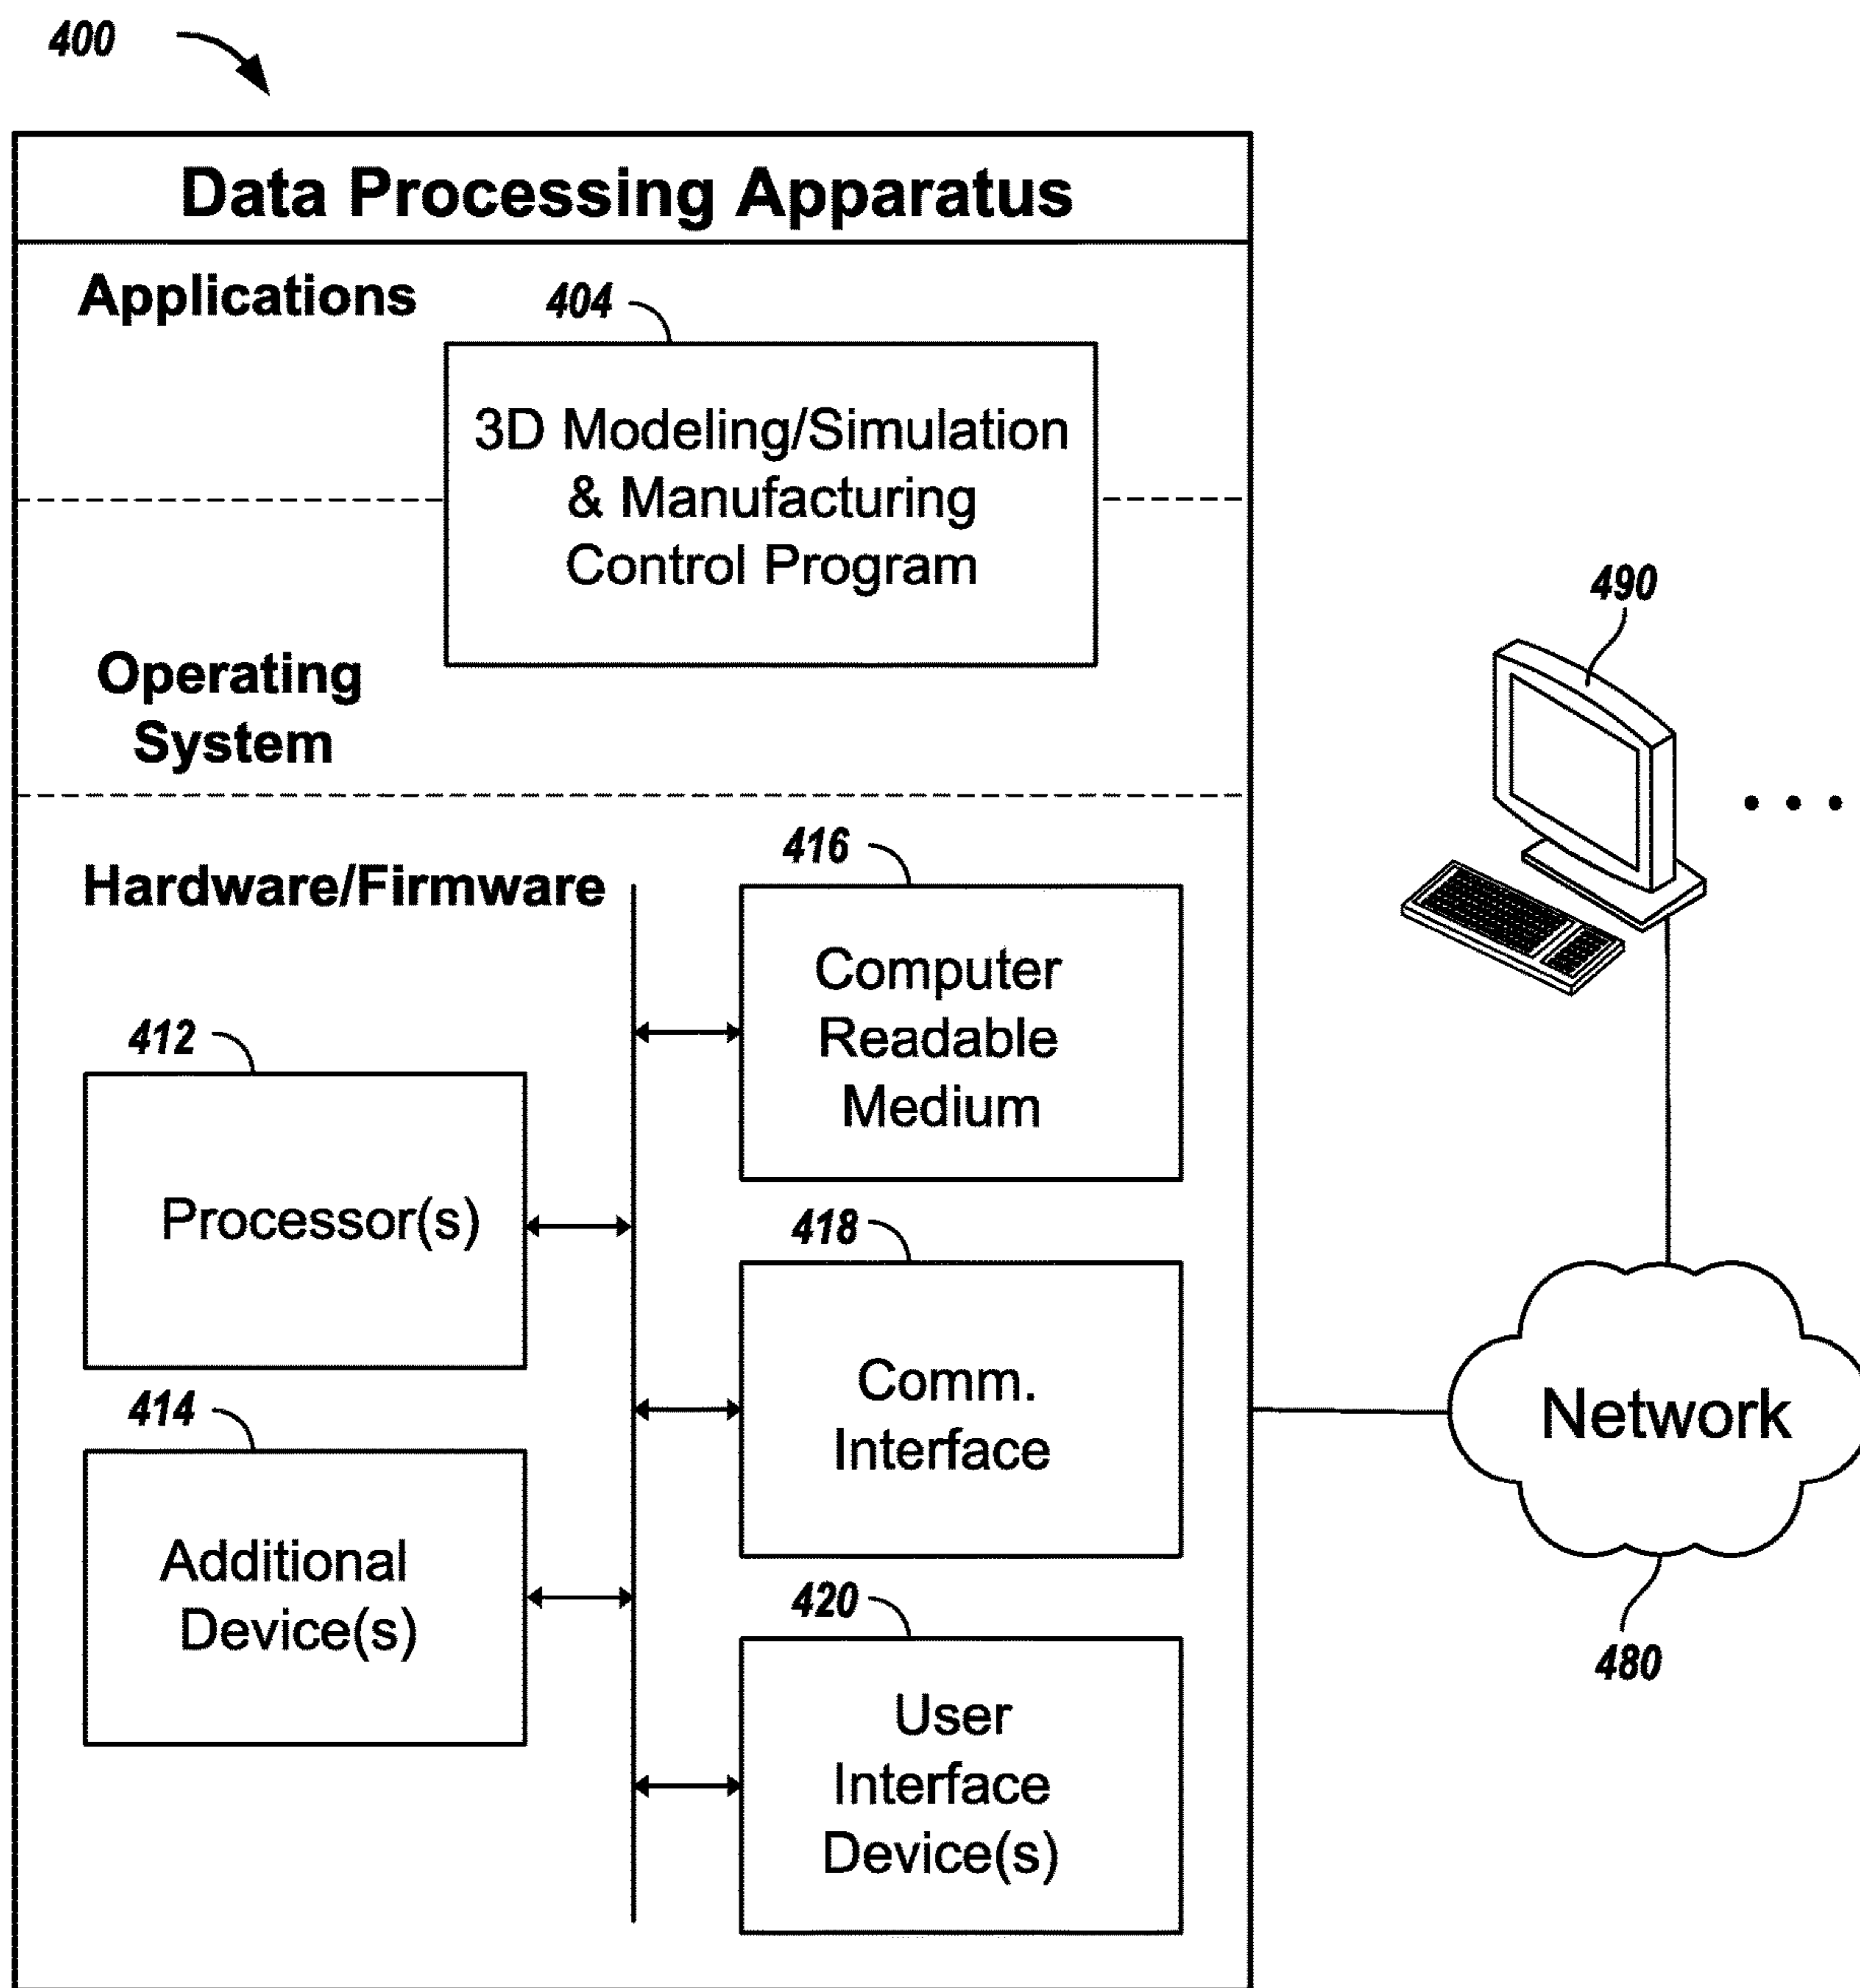 400
Data Processing Apparatus
Applications
404
3D Modeling/Simulation
& Manufacturing
Control Program
Operating
System
490
. . .
Hardware/Firmware
416
Computer
Readable
Medium
412
Processor(s)
418
Comm.
Interface
Network
480
414
Additional
Device(s)
420
User
Interface
Device(s)